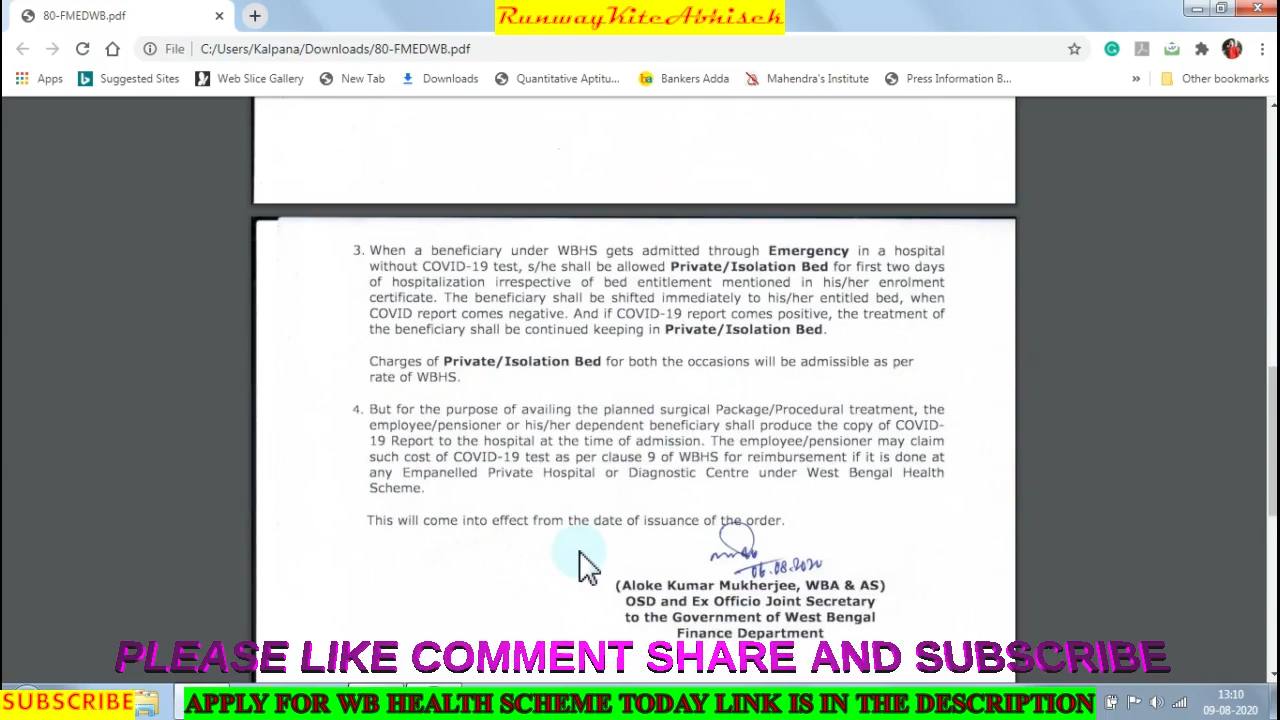 80-FMEDWB.pdf
RunwayKiteAbhisek
File
C:/Users/Kalpana/Downloads/80-FMEDWB.pdf
Apps
Suggested Sites
Web Slice Gallery
New Tab
Downloads
Quantitative Aptitu...
ba Bankers Adda
Mahendra's Institute
Press Information B...
»
Other bookmarks
3. When a beneficiary under WBHS gets admitted through Emergency in a hospital
without COVID-19 test, s/he shall be allowed Private/Isolation Bed for first two days
of hospitalization irrespective of bed entitlement mentioned in his/her enrolment
certificate. The beneficiary shall be shifted immediately to his/her entitled bed, when
COVID report comes negative. And if COVID-19 report comes positive, the treatment of
the beneficiary shall be continued keeping in Private/Isolation Bed.
Charges of Private/Isolation Bed for both the occasions will be admissible as per
rate of WBHS.
4. But for the purpose of availing the planned surgical Package/Procedural treatment, the
employee/pensioner or his/her dependent beneficiary shall produce the copy of COVID-
19 Report to the hospital at the time of admission. The employee/pensioner may claim
such cost of COVID-19 test as per clause 9 of WBHS for reimbursement if it is done at
any Empanelled Private Hospital or Diagnostic Centre under West Bengal Health
Scheme.
This will come into effect from the date of issuance of the order.
06.08.2020
(Aloke Kumar Mukherjee, WBA & AS)
OSD and Ex Officio Joint Secretary
to the Government of West Bengal
Finance Department
PLEASE LIKE COMMENT SHARE AND SUBSCRIBE
SUBSCRIBE
APPLY FOR WB HEALTH SCHEME TODAY LINK IS IN THE DESCRIPTION
13:10
09-08-2020